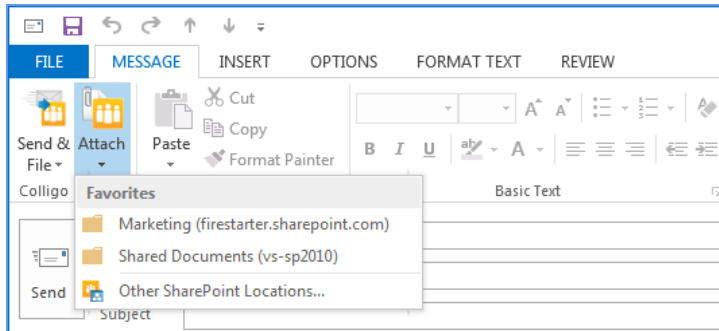 FILE MESSAGE INSERT OPTIONS FORMAT TEXT REVIEW
Send & File
Attach
Paste
Cut
Copy
Format Painter
B I U A
Colligo
Basic Text
Favorites
Marketing (firestarter.sharepoint.com)
Shared Documents (vs-sp2010)
Other SharePoint Locations...
Send
Subject